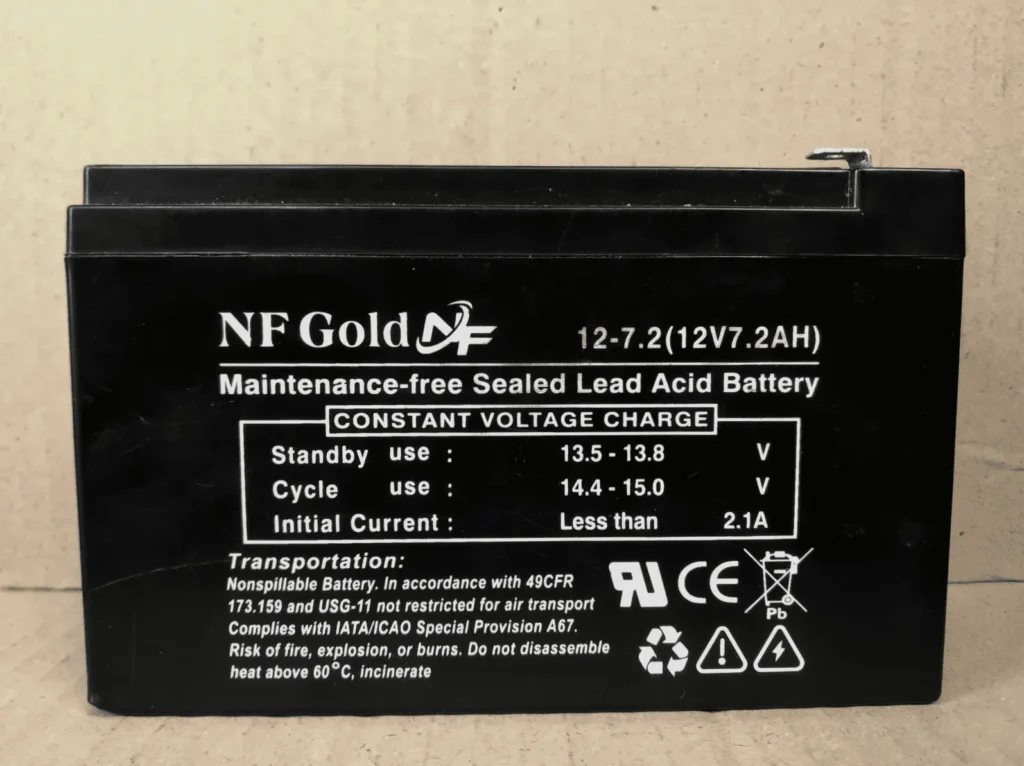 NF Gold NF 12-7.2(12V7.2AH)
Maintenance-free Sealed Lead Acid Battery
CONSTANT VOLTAGE CHARGE
Standby use : 13.5 - 13.8 V
Cycle use : 14.4 - 15.0 V
Initial Current : Less than 2.1A
Transportation:
Nonspillable Battery. In accordance with 49CFR
173.159 and USG-11 not restricted for air transport
Complies with IATA/ICAO Special Provision A67.
Risk of fire, explosion, or burns. Do not disassemble
heat above 60°C, incinerate
RU CE
Pb